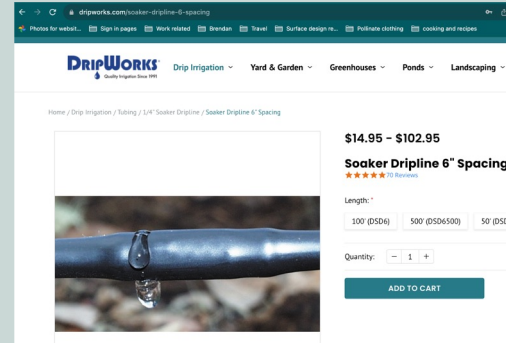 dripworks.com/soaker-dripline-6-spacing
Photos for websit... Sign in pages Work related Brendan Travel Surface design re... Pollinate clothing cooking and recipes
DRIPWORKS
Quality Irrigation Since 1991
Drip Irrigation Yard & Garden Greenhouses Ponds Landscaping
Home / Drip Irrigation / Tubing / 1/4" Soaker Dripline / Soaker Dripline 6" Spacing
$14.95 - $102.95
Soaker Dripline 6" Spacing
70 Reviews
Length: *
100' (DSD6) 500' (DSD6500) 50' (DSD
Quantity: − 1 +
ADD TO CART